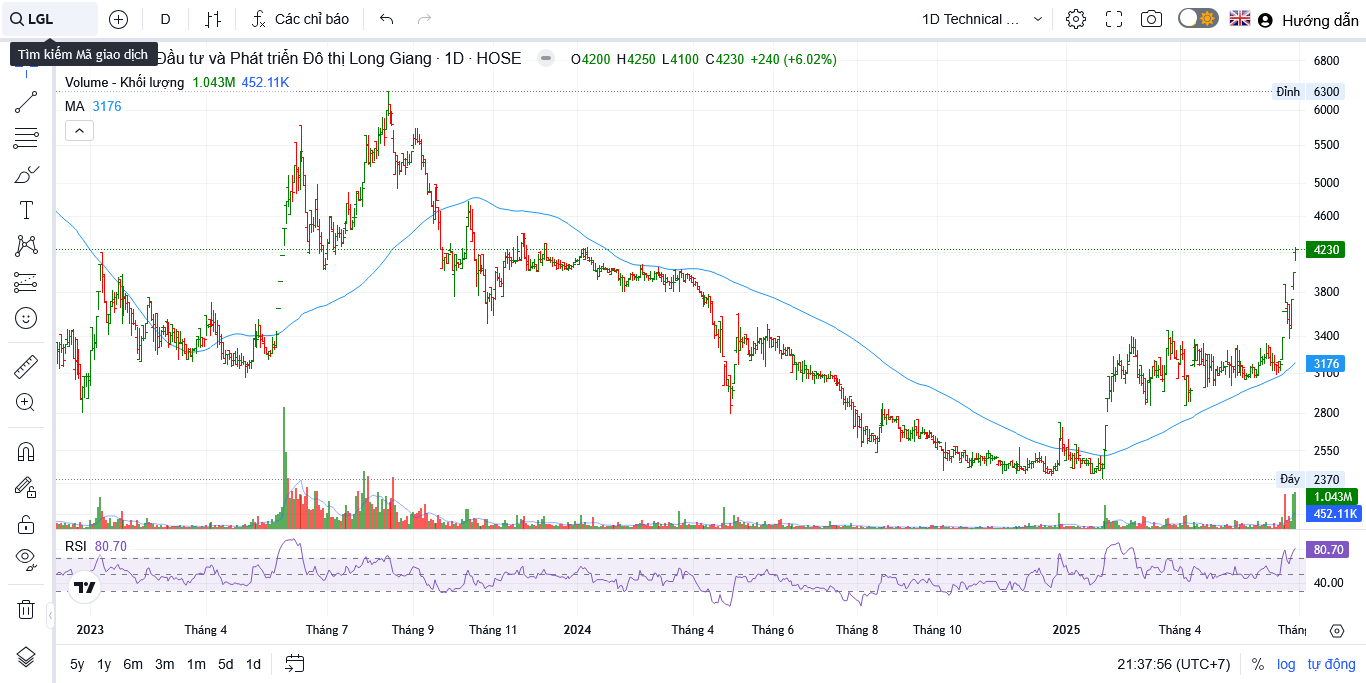 LGL
D
Các chỉ báo
1D Technical ...
Hướng dẫn
Tìm kiếm Mã giao dịch
Đầu tư và Phát triển Đô thị Long Giang · 1D · HOSE
O4200 H4250 L4100 C4230 +240 (+6.02%)
Volume - Khối lượng 1.043M 452.11K
MA 3176
6800
Đỉnh 6300
6000
5500
5000
4600
4230
3800
3400
3176
3100
2800
2550
Đáy 2370
1.043M
452.11K
RSI 80.70
80.70
40.00
2023 Tháng 4 Tháng 7 Tháng 9 Tháng 11 2024 Tháng 4 Tháng 6 Tháng 8 Tháng 10 2025 Tháng 4 Thán
5y 1y 6m 3m 1m 5d 1d
21:37:56 (UTC+7) % log tự động